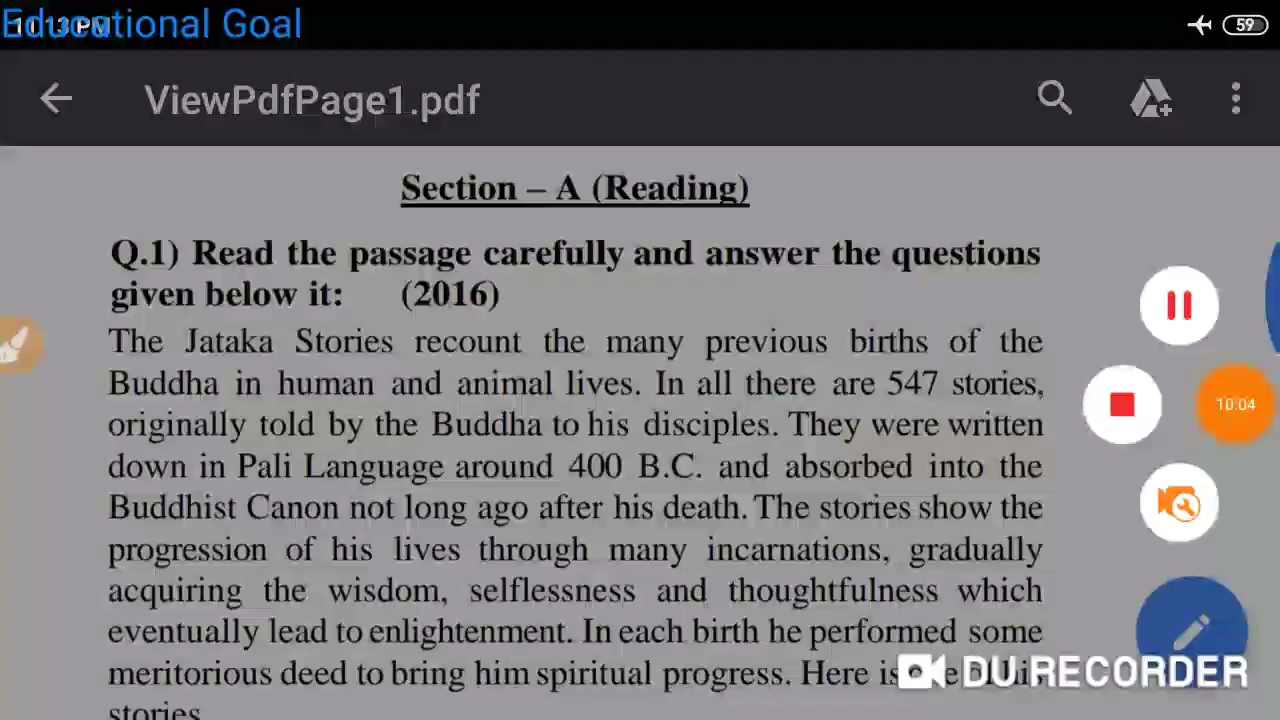 Educational Goal
59
ViewPdfPage1.pdf
Section – A (Reading)
Q.1) Read the passage carefully and answer the questions
given below it: (2016)
The Jataka Stories recount the many previous births of the
Buddha in human and animal lives. In all there are 547 stories,
originally told by the Buddha to his disciples. They were written
down in Pali Language around 400 B.C. and absorbed into the
10:04
Buddhist Canon not long ago after his death. The stories show the
progression of his lives through many incarnations, gradually
acquiring the wisdom, selflessness and thoughtfulness which
eventually lead to enlightenment. In each birth he performed some
meritorious deed to bring him spiritual progress. Here is
DU RECORDER
stories.